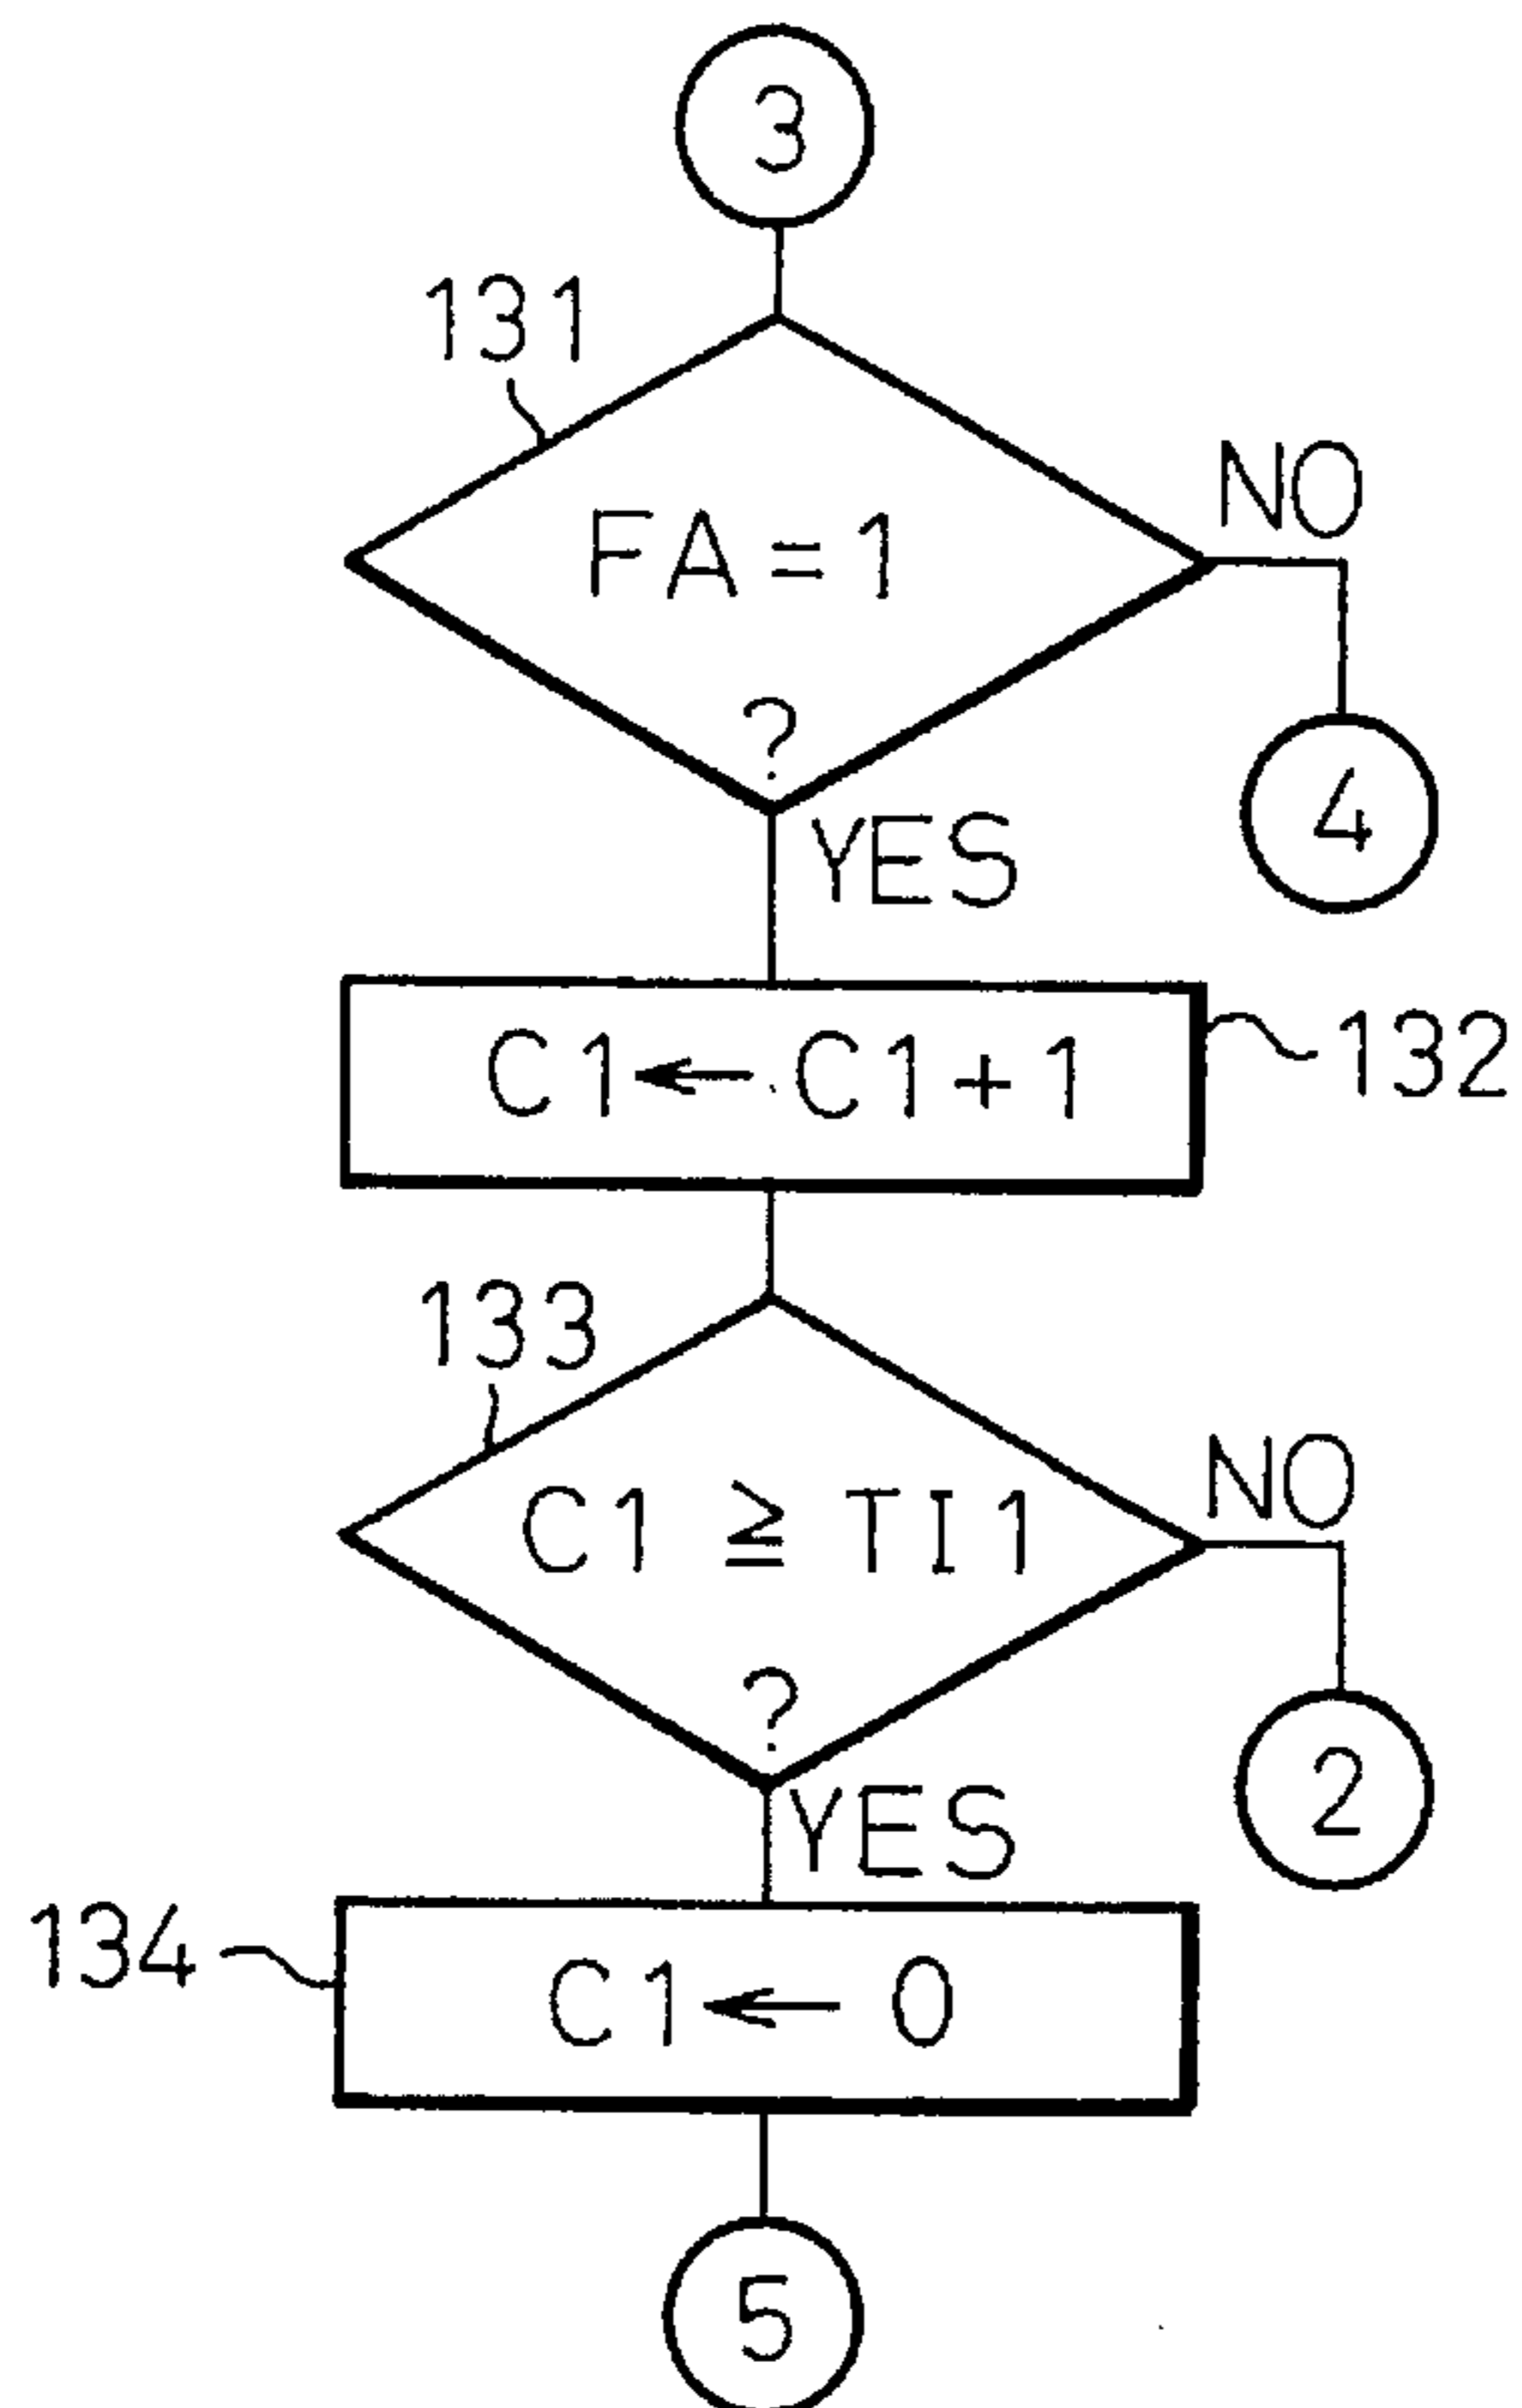 3
131
FA=1
?
NO
4
YES
C1←C1+1
132
133
C1 ≧ TI1
?
NO
2
YES
134
C1← 0
5